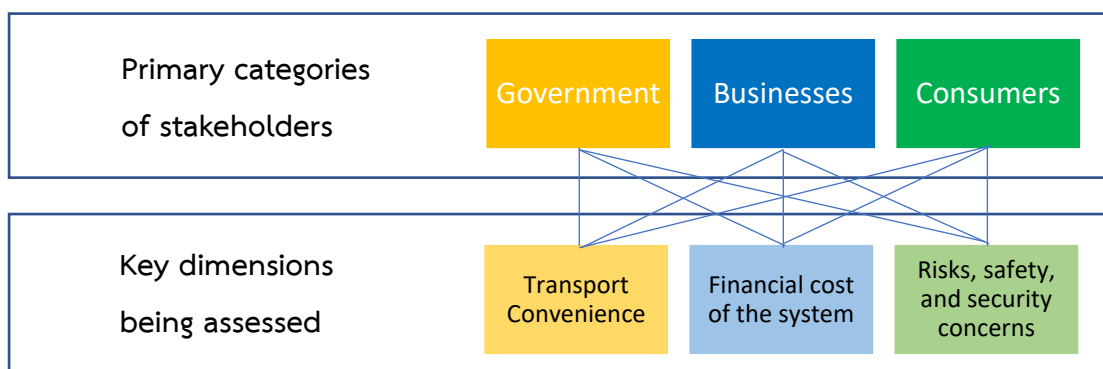 Primary categories
of stakeholders
Government
Businesses
Consumers
Key dimensions
being assessed
Transport
Convenience
Financial cost
of the system
Risks, safety,
and security
concerns